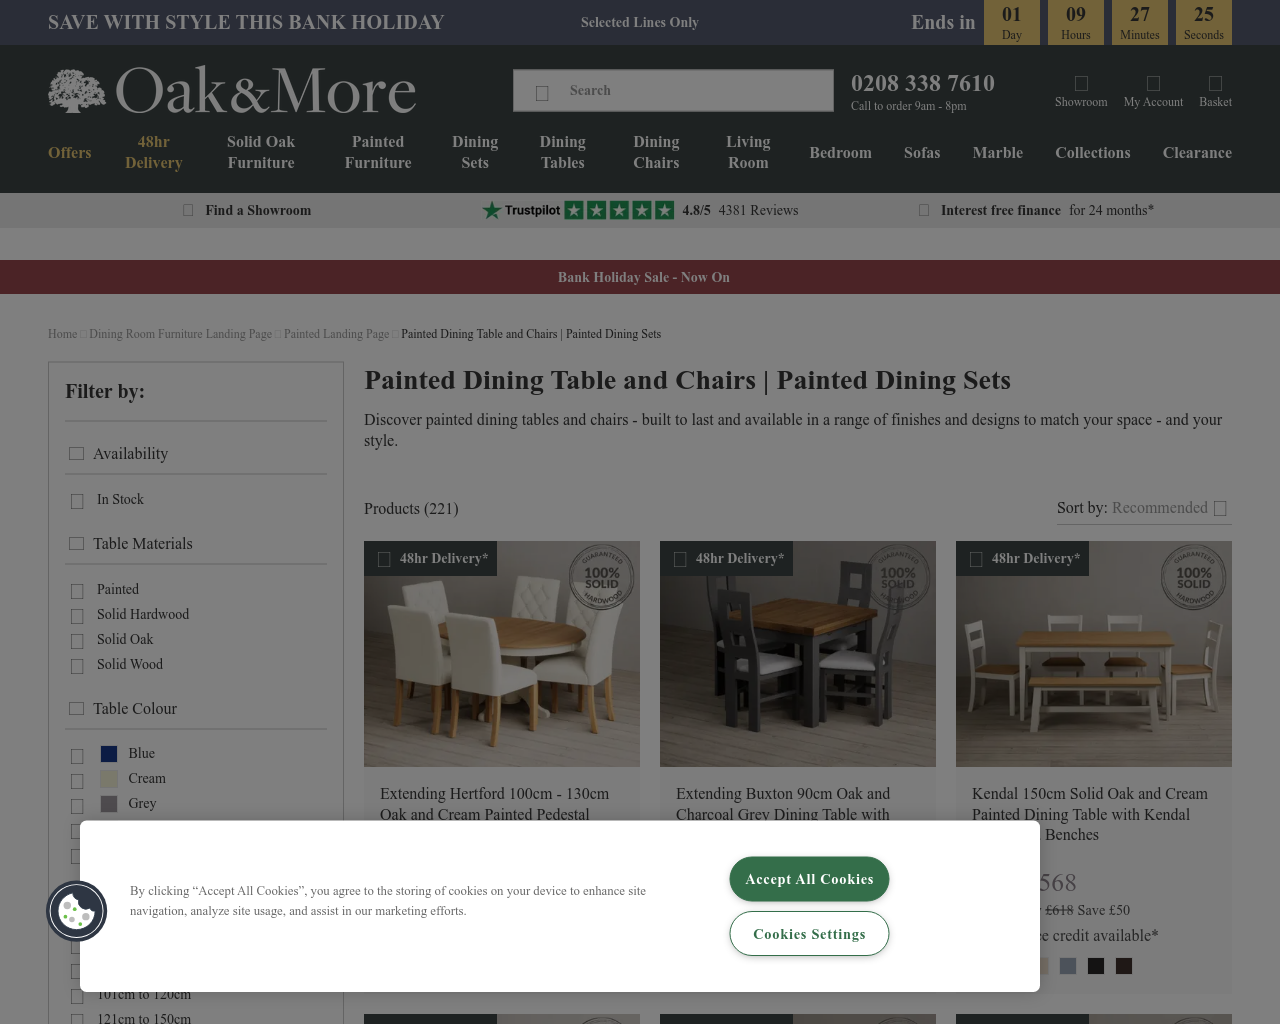 SAVE WITH STYLE THIS BANK HOLIDAY
Selected Lines Only
Ends in
01 Day
09 Hours
27 Minutes
25 Seconds
Oak&More
Search
0208 338 7610
Call to order 9am - 8pm
Showroom
My Account
Basket
Offers
48hr Delivery
Solid Oak Furniture
Painted Furniture
Dining Sets
Dining Tables
Dining Chairs
Living Room
Bedroom
Sofas
Marble
Collections
Clearance
Find a Showroom
Trustpilot 4.8/5 4381 Reviews
Interest free finance for 24 months*
Bank Holiday Sale - Now On
Home Dining Room Furniture Landing Page Painted Landing Page Painted Dining Table and Chairs | Painted Dining Sets
Filter by:
Availability
In Stock
Table Materials
Painted
Solid Hardwood
Solid Oak
Solid Wood
Table Colour
Blue
Cream
Grey
101cm to 120cm
121cm to 150cm
Painted Dining Table and Chairs | Painted Dining Sets
Discover painted dining tables and chairs - built to last and available in a range of finishes and designs to match your space - and your
style.
Products (221)
Sort by: Recommended
48hr Delivery*
GUARANTEED 100% SOLID HARDWOOD
Extending Hertford 100cm - 130cm
Oak and Cream Painted Pedestal
48hr Delivery*
GUARANTEED 100% SOLID HARDWOOD
Extending Buxton 90cm Oak and
Charcoal Grey Dining Table with
48hr Delivery*
GUARANTEED 100% SOLID HARDWOOD
Kendal 150cm Solid Oak and Cream
Painted Dining Table with Kendal
Benches
568
£618 Save £50
credit available*
By clicking “Accept All Cookies”, you agree to the storing of cookies on your device to enhance site
navigation, analyze site usage, and assist in our marketing efforts.
Accept All Cookies
Cookies Settings